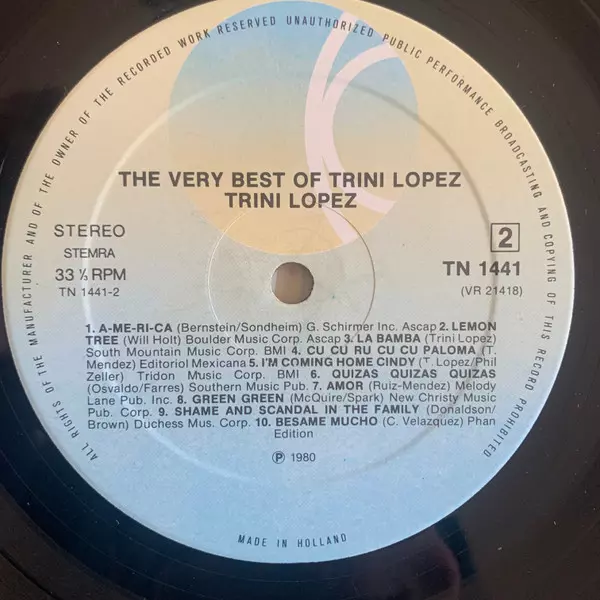 ALL RIGHTS OF THE MANUFACTURER AND OF THE OWNER OF THE RECORDED WORK RESERVED UNAUTHORIZED PUBLIC PERFORMANCE BROADCASTING AND COPYING OF THIS RECORD PROHIBITED
THE VERY BEST OF TRINI LOPEZ
TRINI LOPEZ
STEREO
STEMRA
33 ⅓ RPM
TN 1441-2
2
TN 1441
(VR 21418)
1. A-ME-RI-CA (Bernstein/Sondheim) G. Schirmer Inc. Ascap 2. LEMON
TREE (Will Holt) Boulder Music Corp. Ascap 3. LA BAMBA (Trini Lopez)
South Mountain Music Corp. BMI 4. CU CU RU CU CU PALOMA (T.
Mendez) Editoriol Mexicana 5. I'M COMING HOME CINDY (T. Lopez/Phil
Zeller) Tridon Music Corp. BMI 6. QUIZAS QUIZAS QUIZAS
(Osvaldo/Farres) Southern Music Pub. 7. AMOR (Ruiz-Mendez) Melody
Lane Pub. Inc. 8. GREEN GREEN (McQuire/Spark) New Christy Music
Pub. Corp. 9. SHAME AND SCANDAL IN THE FAMILY (Donaldson/
Brown) Duchess Mus. Corp. 10. BESAME MUCHO (C. Velazquez) Phan
Edition
℗ 1980
MADE IN HOLLAND